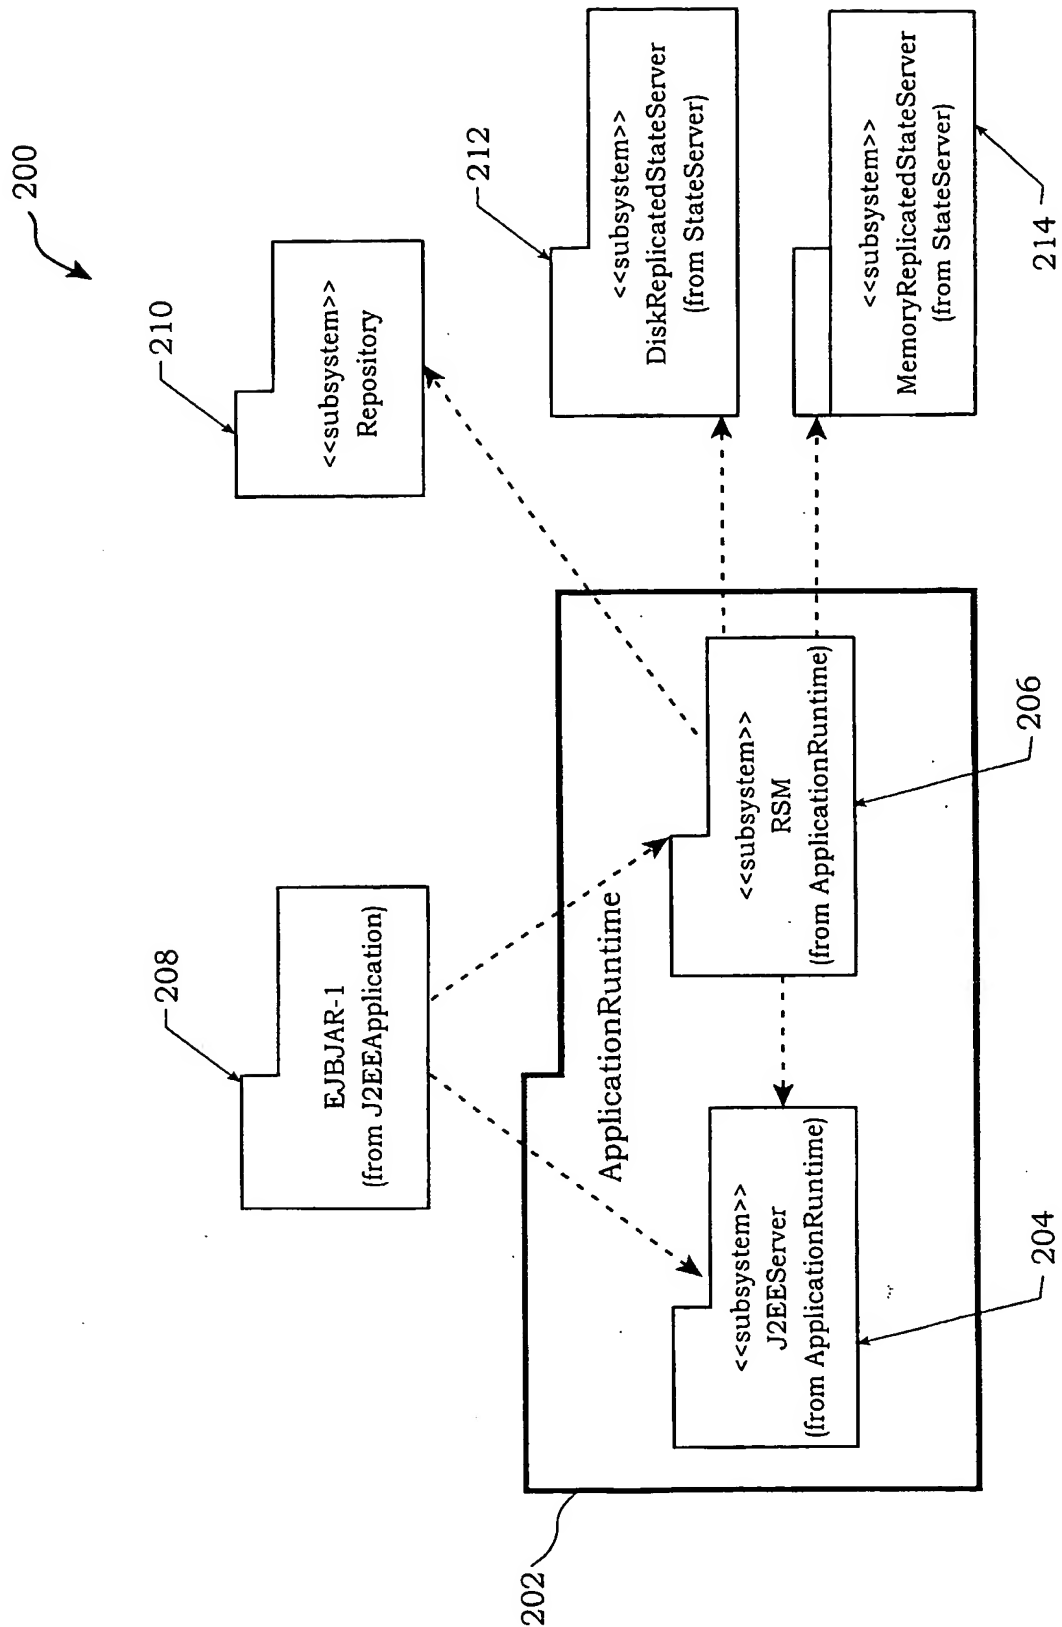 200
210
<<subsystem>>
Repository
208
EJBJAR-1
(from J2EEApplication)
212
<<subsystem>>
DiskReplicatedStateServer
(from StateServer)
<<subsystem>>
MemoryReplicatedStateServer
(from StateServer)
214
202
ApplicationRuntime
<<subsystem>>
J2EEServer
(from ApplicationRuntime)
204
<<subsystem>>
RSM
(from ApplicationRuntime)
206